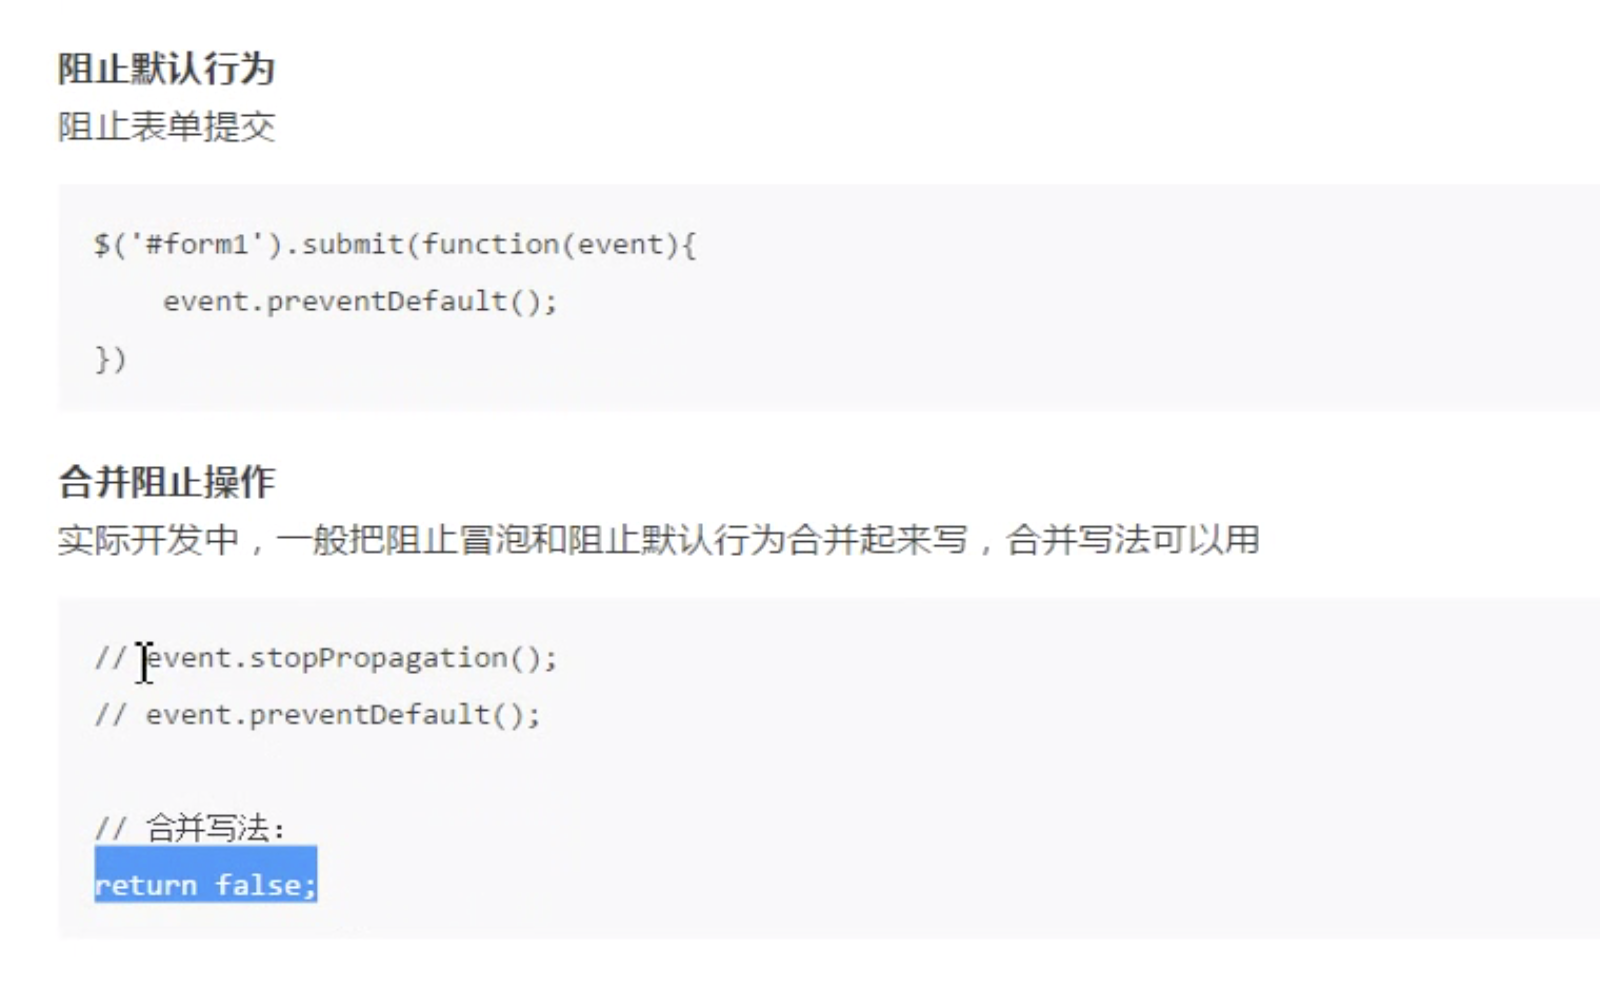 阻止默认行为
阻止表单提交
$('#form1').submit(function(event){
    event.preventDefault();
})
合并阻止操作
实际开发中，一般把阻止冒泡和阻止默认行为合并起来写，合并写法可以用
// event.stopPropagation();
// event.preventDefault();
// 合并写法：
return false;